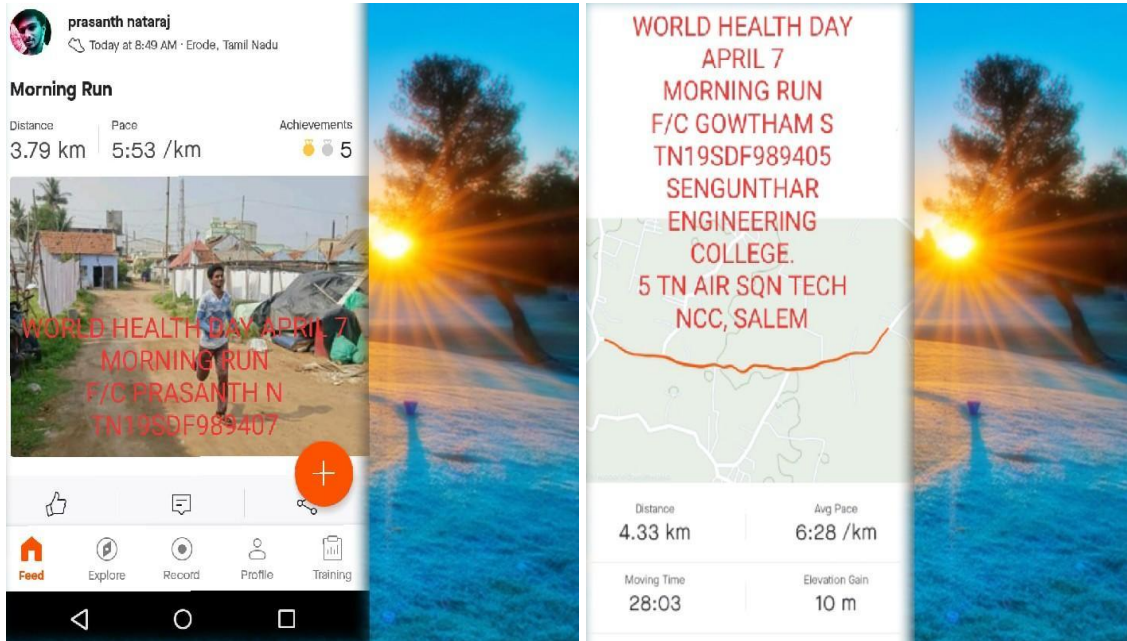 prasanth nataraj
Today at 8:49 AM · Erode, Tamil Nadu
Morning Run
Distance
Pace
Achievements
3.79 km
5:53 /km
5
WORLD HEALTH DAY APRIL 7
MORNING RUN
F/C PRASANTH N
TN19SDF989407
Feed
Explore
Record
Profile
Training
WORLD HEALTH DAY
APRIL 7
MORNING RUN
F/C GOWTHAM S
TN19SDF989405
SENGUNTHAR
ENGINEERING
COLLEGE.
5 TN AIR SQN TECH
NCC, SALEM
Distance
Avg Pace
4.33 km
6:28 /km
Moving Time
Elevation Gain
28:03
10 m